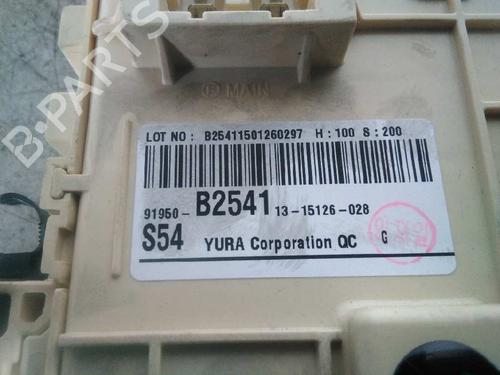 B-Parts
MAIN
LOT NO : B25411501260297 H : 100 S : 200
91950- B2541 13-15126-028
S54 YURA Corporation QC G